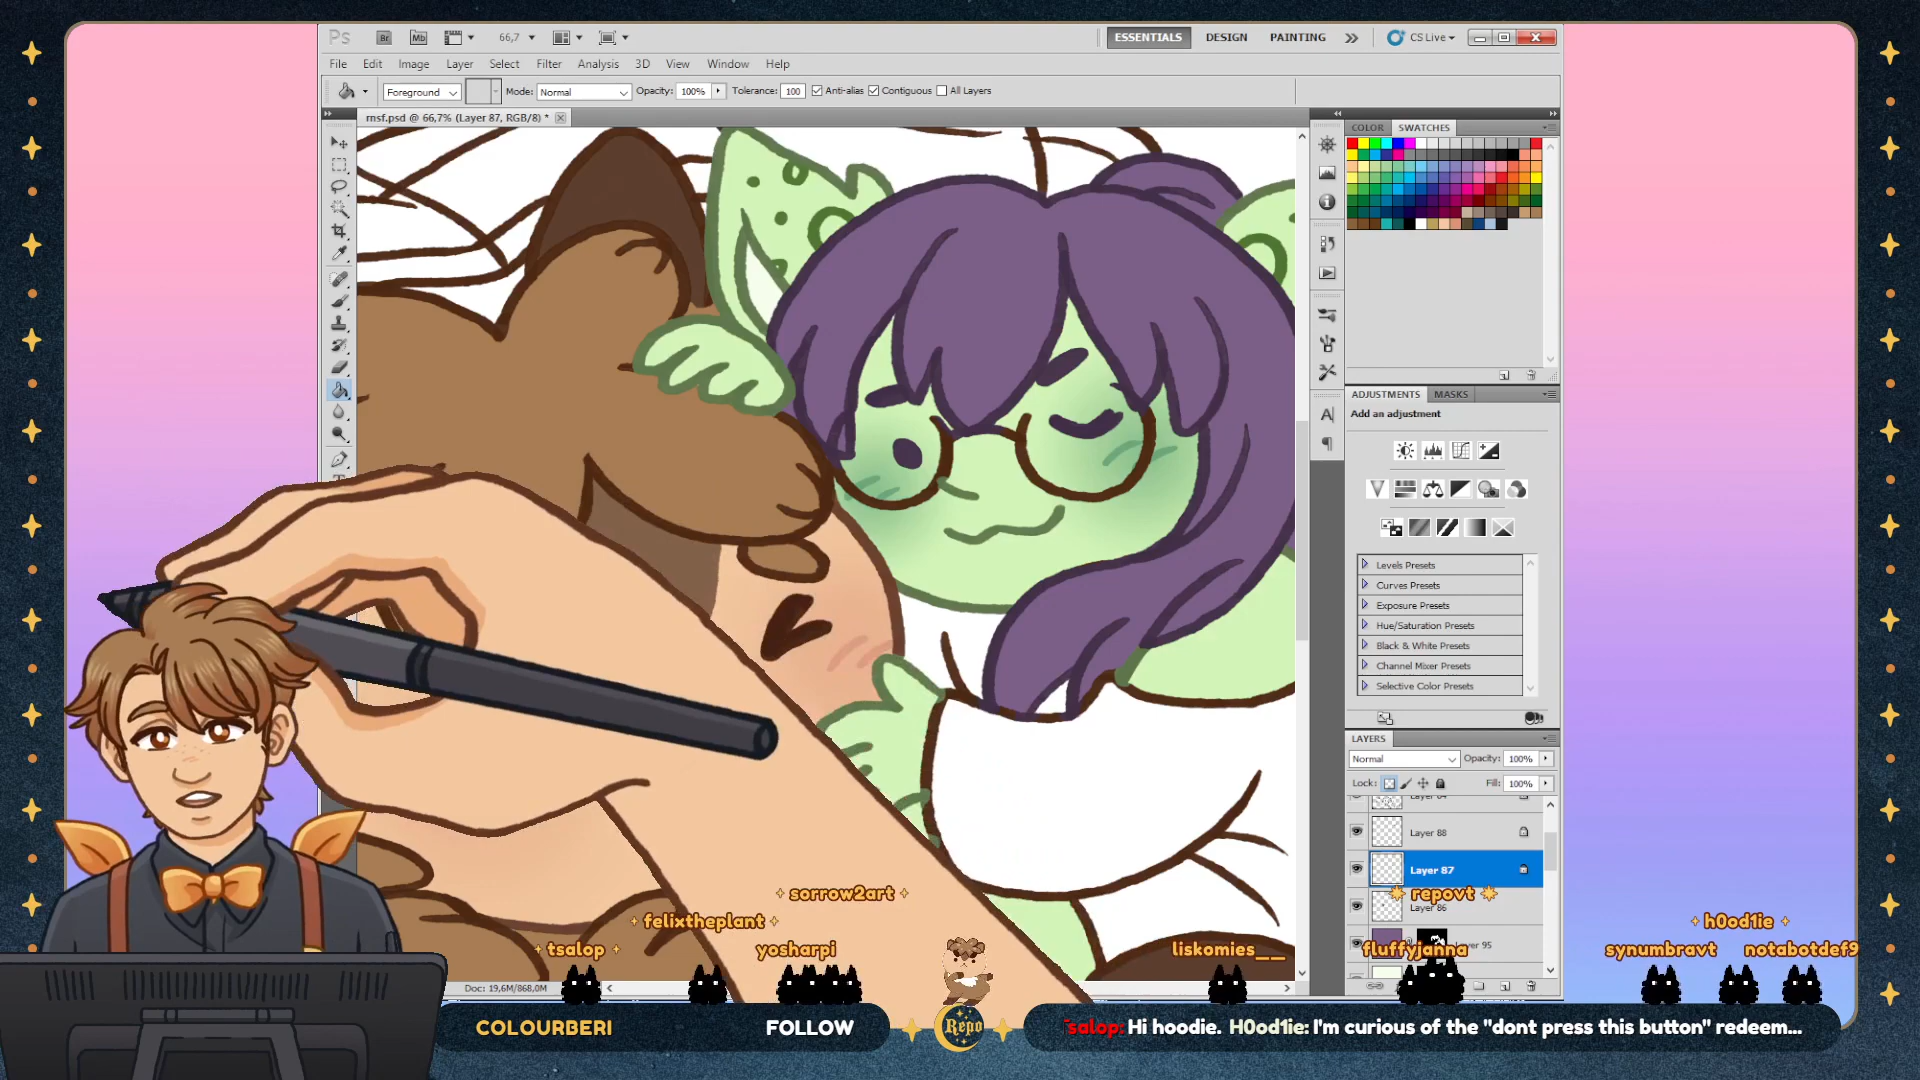 Ps
Br
Mb
66,7
ESSENTIALS
DESIGN
PAINTING
CS Live
File Edit Image Layer Select Filter Analysis 3D View Window Help
Foreground
Mode: Normal
Opacity: 100%
Tolerance: 100
Anti-alias
Contiguous
All Layers
rnsf.psd @ 66,7% (Layer 87, RGB/8) *
COLOR
SWATCHES
ADJUSTMENTS
MASKS
Add an adjustment
Levels Presets
Curves Presets
Exposure Presets
Hue/Saturation Presets
Black & White Presets
Channel Mixer Presets
Selective Color Presets
LAYERS
Normal
Opacity: 100%
Lock:
Fill: 100%
Layer 88
Layer 87
Layer 86
repovt
sorrow2art
felixtheplant
tsalop
yosharpi
liskomies__
fluffyjanna
h0od1ie
synumbravt
notabotdef9
Doc: 19,6M/868,0M
COLOURBERI
FOLLOW
Repo
Tsalop: Hi hoodie. H0od1ie: I'm curious of the "dont press this button" redeem...